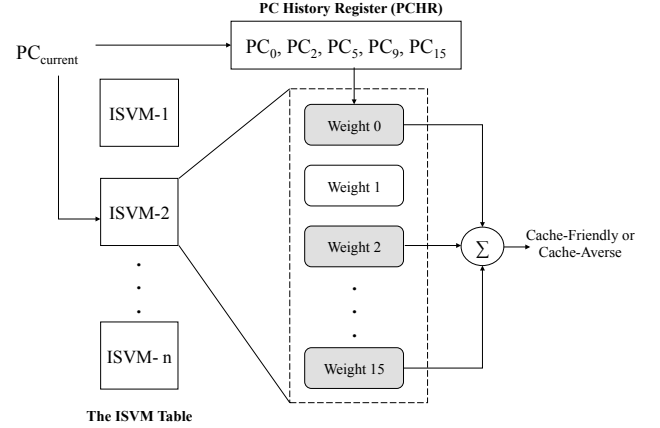 PC History Register (PCHR)
PC0, PC2, PC5, PC9, PC15
PCcurrent
ISVM-1
Weight 0
Weight 1
ISVM-2
Weight 2
∑
Cache-Friendly or
Cache-Averse
ISVM- n
Weight 15
The ISVM Table